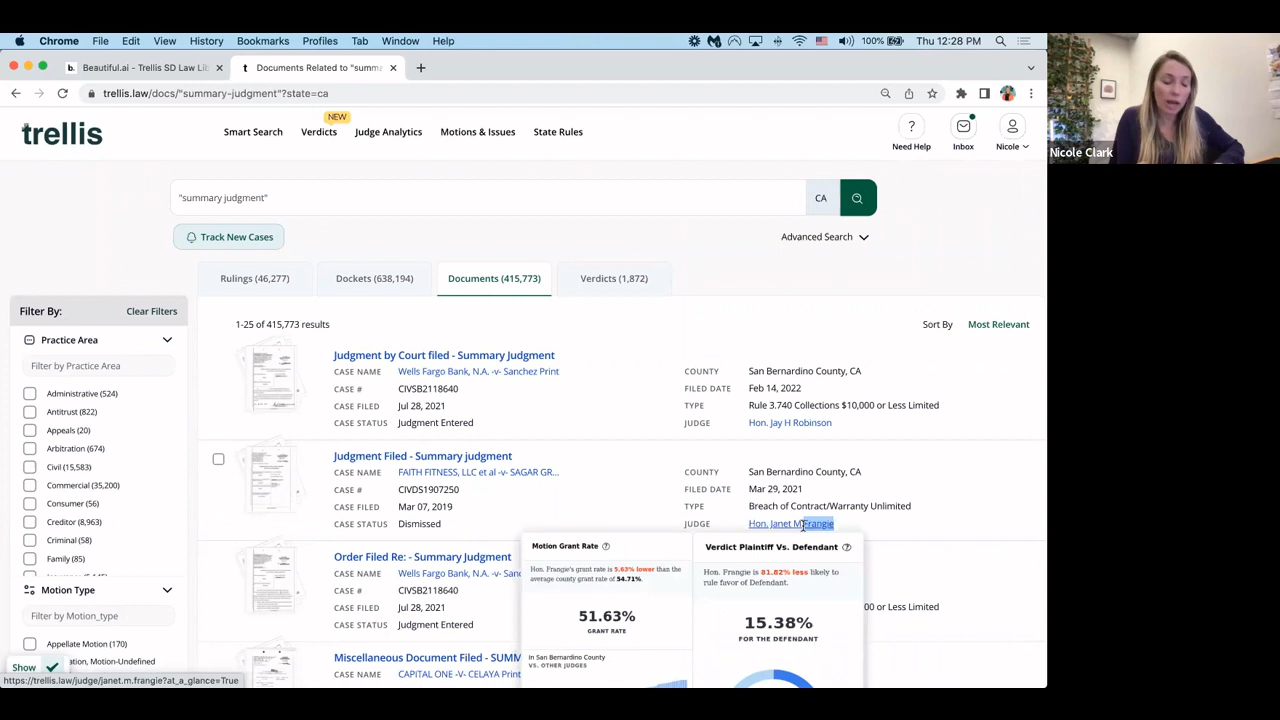 Chrome File Edit View History Bookmarks Profiles Tab Window Help 100% Thu 12:28 PM
b. Beautiful.ai - Trellis SD Law Lib
t Documents Related to "summa
trellis.law/docs/"summary-judgment"?state=ca
trellis
Smart Search
NEW
Verdicts
Judge Analytics
Motions & Issues
State Rules
?
Need Help
Inbox
Nicole
Nicole Clark
"summary judgment"
CA
Track New Cases
Advanced Search
Rulings (46,277)
Dockets (638,194)
Documents (415,773)
Verdicts (1,872)
Filter By:
Clear Filters
Practice Area
Filter by Practice Area
Administrative (524)
Antitrust (822)
Appeals (20)
Arbitration (674)
Civil (15,583)
Commercial (35,200)
Consumer (56)
Creditor (8,963)
Criminal (58)
Family (85)
Motion Type
Filter by Motion_type
Appellate Motion (170)
ation, Motion-Undefined
Show
https://trellis.law/judge/janet.m.frangie?at_a_glance=True
1-25 of 415,773 results
Sort By Most Relevant
Judgment by Court filed - Summary Judgment
CASE NAME Wells Fargo Bank, N.A. -v- Sanchez Print
CASE # CIVSB2118640
CASE FILED Jul 28, 2021
CASE STATUS Judgment Entered
COUNTY San Bernardino County, CA
FILED DATE Feb 14, 2022
TYPE Rule 3.740 Collections $10,000 or Less Limited
JUDGE Hon. Jay H Robinson
Judgment Filed - Summary judgment
CASE NAME FAITH FITNESS, LLC et al -v- SAGAR GR...
CASE # CIVDS1907250
CASE FILED Mar 07, 2019
CASE STATUS Dismissed
COUNTY San Bernardino County, CA
FILED DATE Mar 29, 2021
TYPE Breach of Contract/Warranty Unlimited
JUDGE Hon. Janet M Frangie
Order Filed Re: - Summary Judgment
CASE NAME Wells Fargo Bank, N.A. -v- Sanc
CASE # CIVSB2118640
CASE FILED Jul 28, 2021
CASE STATUS Judgment Entered
00 or Less Limited
Miscellaneous Document Filed - SUMM
CASE NAME CAPITAL ONE -V- CELAYA Print
Motion Grant Rate ?
Hon. Frangie's grant rate is 5.63% lower than the
average county grant rate of 54.71%.
51.63%
GRANT RATE
In San Bernardino County
VS. OTHER JUDGES
Verdict Plaintiff Vs. Defendant ?
Hon. Frangie is 81.82% less likely to
rule favor of Defendant.
15.38%
FOR THE DEFENDANT